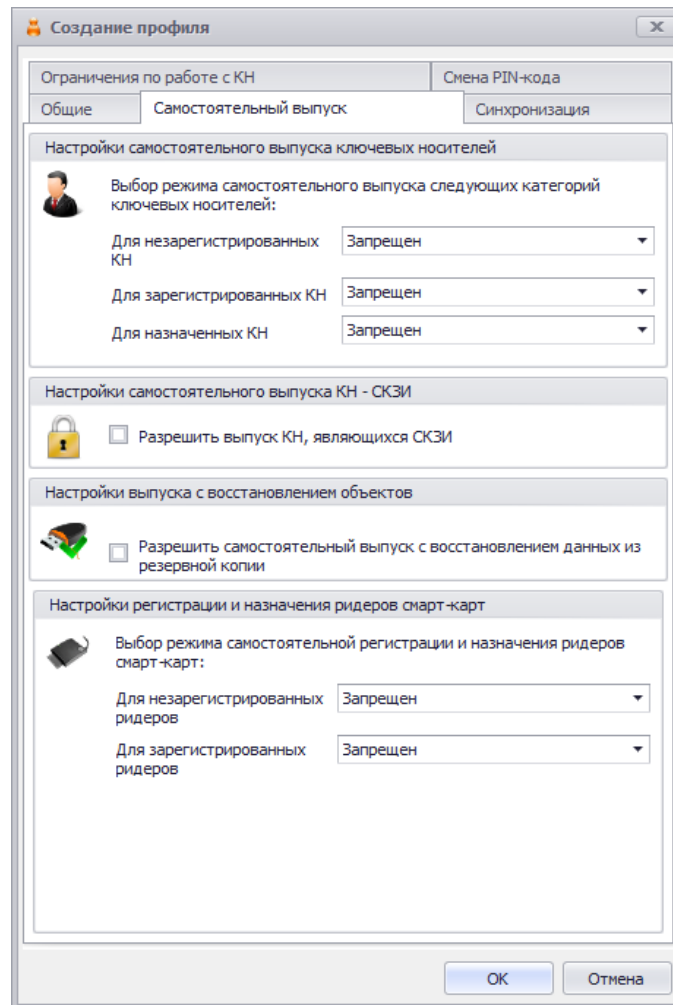 Создание профиля
Ограничения по работе с КН
Смена PIN-кода
Общие
Самостоятельный выпуск
Синхронизация
Настройки самостоятельного выпуска ключевых носителей
Выбор режима самостоятельного выпуска следующих категорий
ключевых носителей:
Для незарегистрированных
КН
Запрещен
Для зарегистрированных КН
Запрещен
Для назначенных КН
Запрещен
Настройки самостоятельного выпуска КН - СКЗИ
Разрешить выпуск КН, являющихся СКЗИ
Настройки выпуска с восстановлением объектов
Разрешить самостоятельный выпуск с восстановлением данных из
резервной копии
Настройки регистрации и назначения ридеров смарт-карт
Выбор режима самостоятельной регистрации и назначения ридеров
смарт-карт:
Для незарегистрированных
ридеров
Запрещен
Для зарегистрированных
ридеров
Запрещен
OK
Отмена